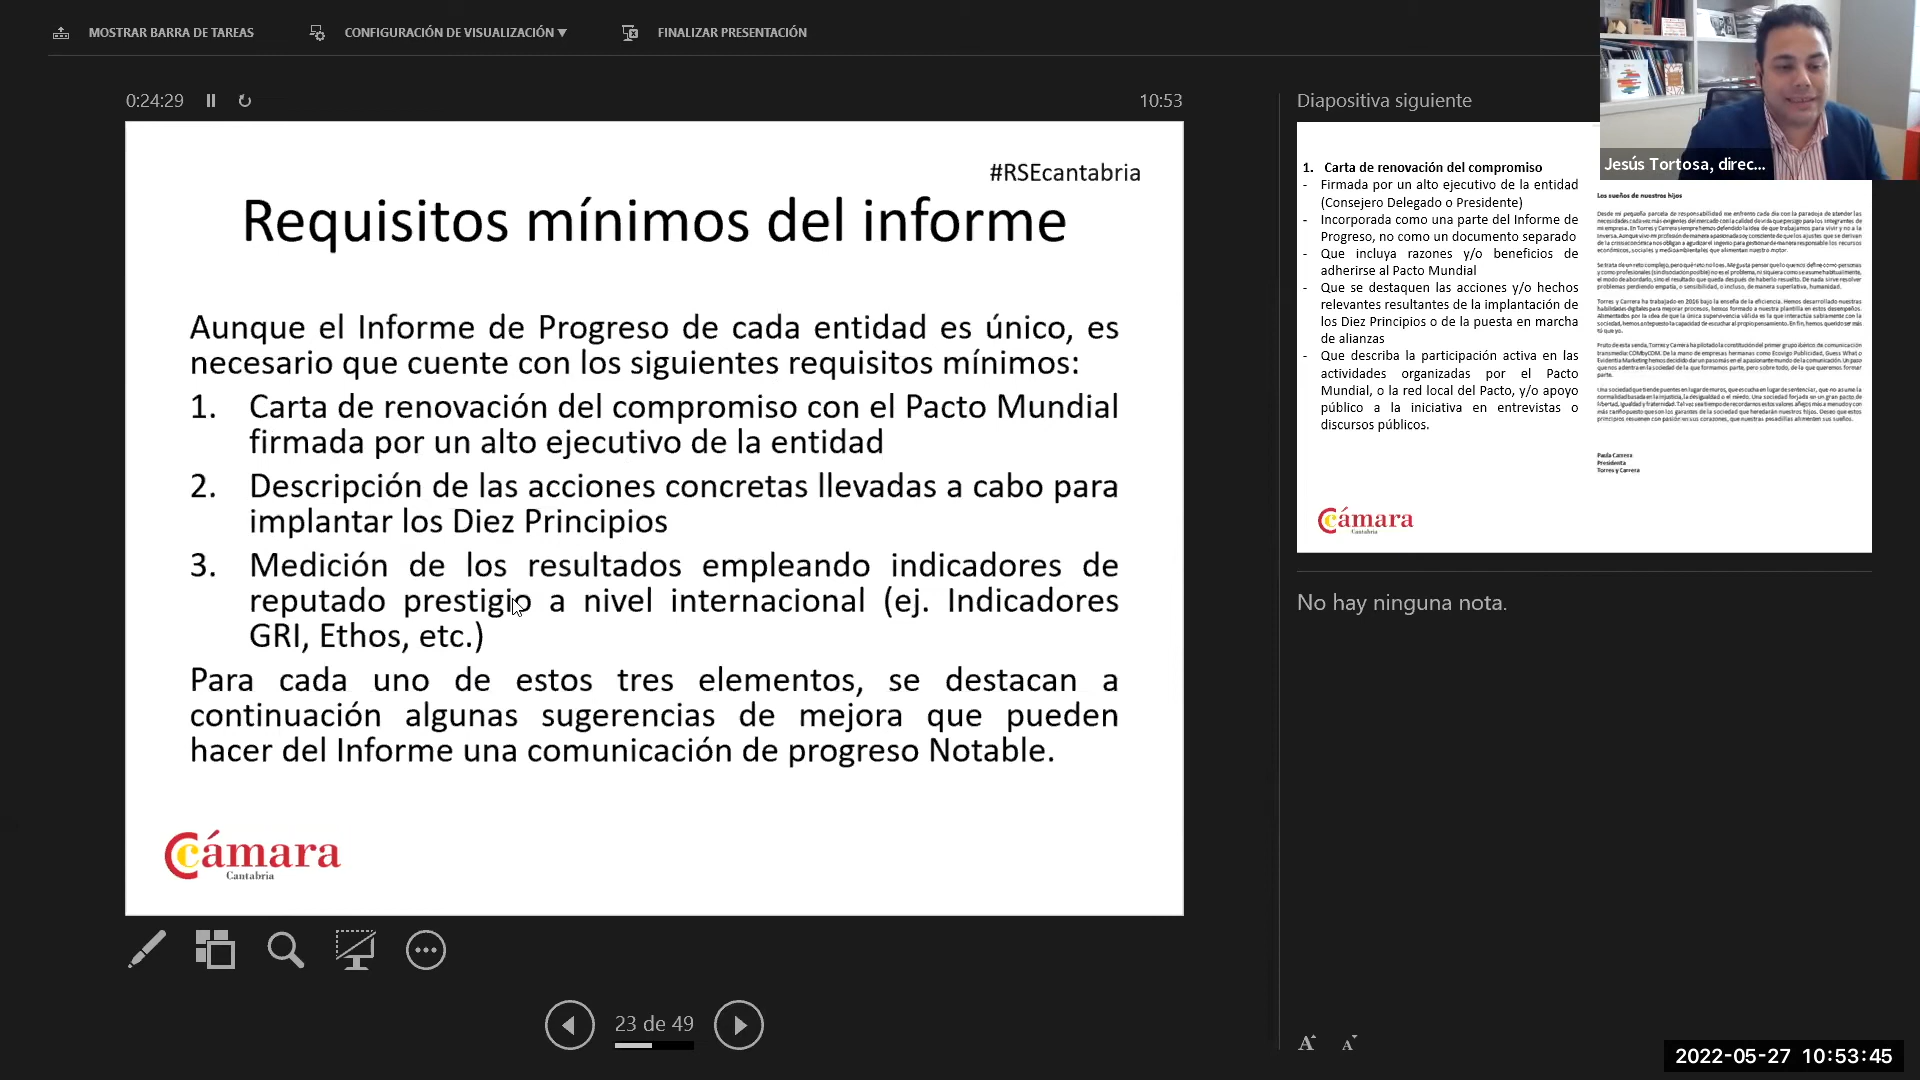 MOSTRAR BARRA DE TAREAS
CONFIGURACIÓN DE VISUALIZACIÓN ▼
FINALIZAR PRESENTACIÓN
0:24:29
10:53
#RSEcantabria
Requisitos mínimos del informe
Aunque el Informe de Progreso de cada entidad es único, es
necesario que cuente con los siguientes requisitos mínimos:
1. Carta de renovación del compromiso con el Pacto Mundial
firmada por un alto ejecutivo de la entidad
2. Descripción de las acciones concretas llevadas a cabo para
implantar los Diez Principios
3. Medición de los resultados empleando indicadores de
reputado prestigio a nivel internacional (ej. Indicadores
GRI, Ethos, etc.)
Para cada uno de estos tres elementos, se destacan a
continuación algunas sugerencias de mejora que pueden
hacer del Informe una comunicación de progreso Notable.
Cámara
Cantabria
23 de 49
Diapositiva siguiente
Jesús Tortosa, direc...
1. Carta de renovación del compromiso
- Firmada por un alto ejecutivo de la entidad
(Consejero Delegado o Presidente)
- Incorporada como una parte del Informe de
Progreso, no como un documento separado
- Que incluya razones y/o beneficios de
adherirse al Pacto Mundial
- Que se destaquen las acciones y/o hechos
relevantes resultantes de la implantación de
los Diez Principios o de la puesta en marcha
de alianzas
- Que describa la participación activa en las
actividades organizadas por el Pacto
Mundial, o la red local del Pacto, y/o apoyo
público a la iniciativa en entrevistas o
discursos públicos.
Los sueños de nuestros hijos
Paula Carrera
Presidenta
Torres y Carrera
Cámara
Cantabria
No hay ninguna nota.
2022-05-27 10:53:45